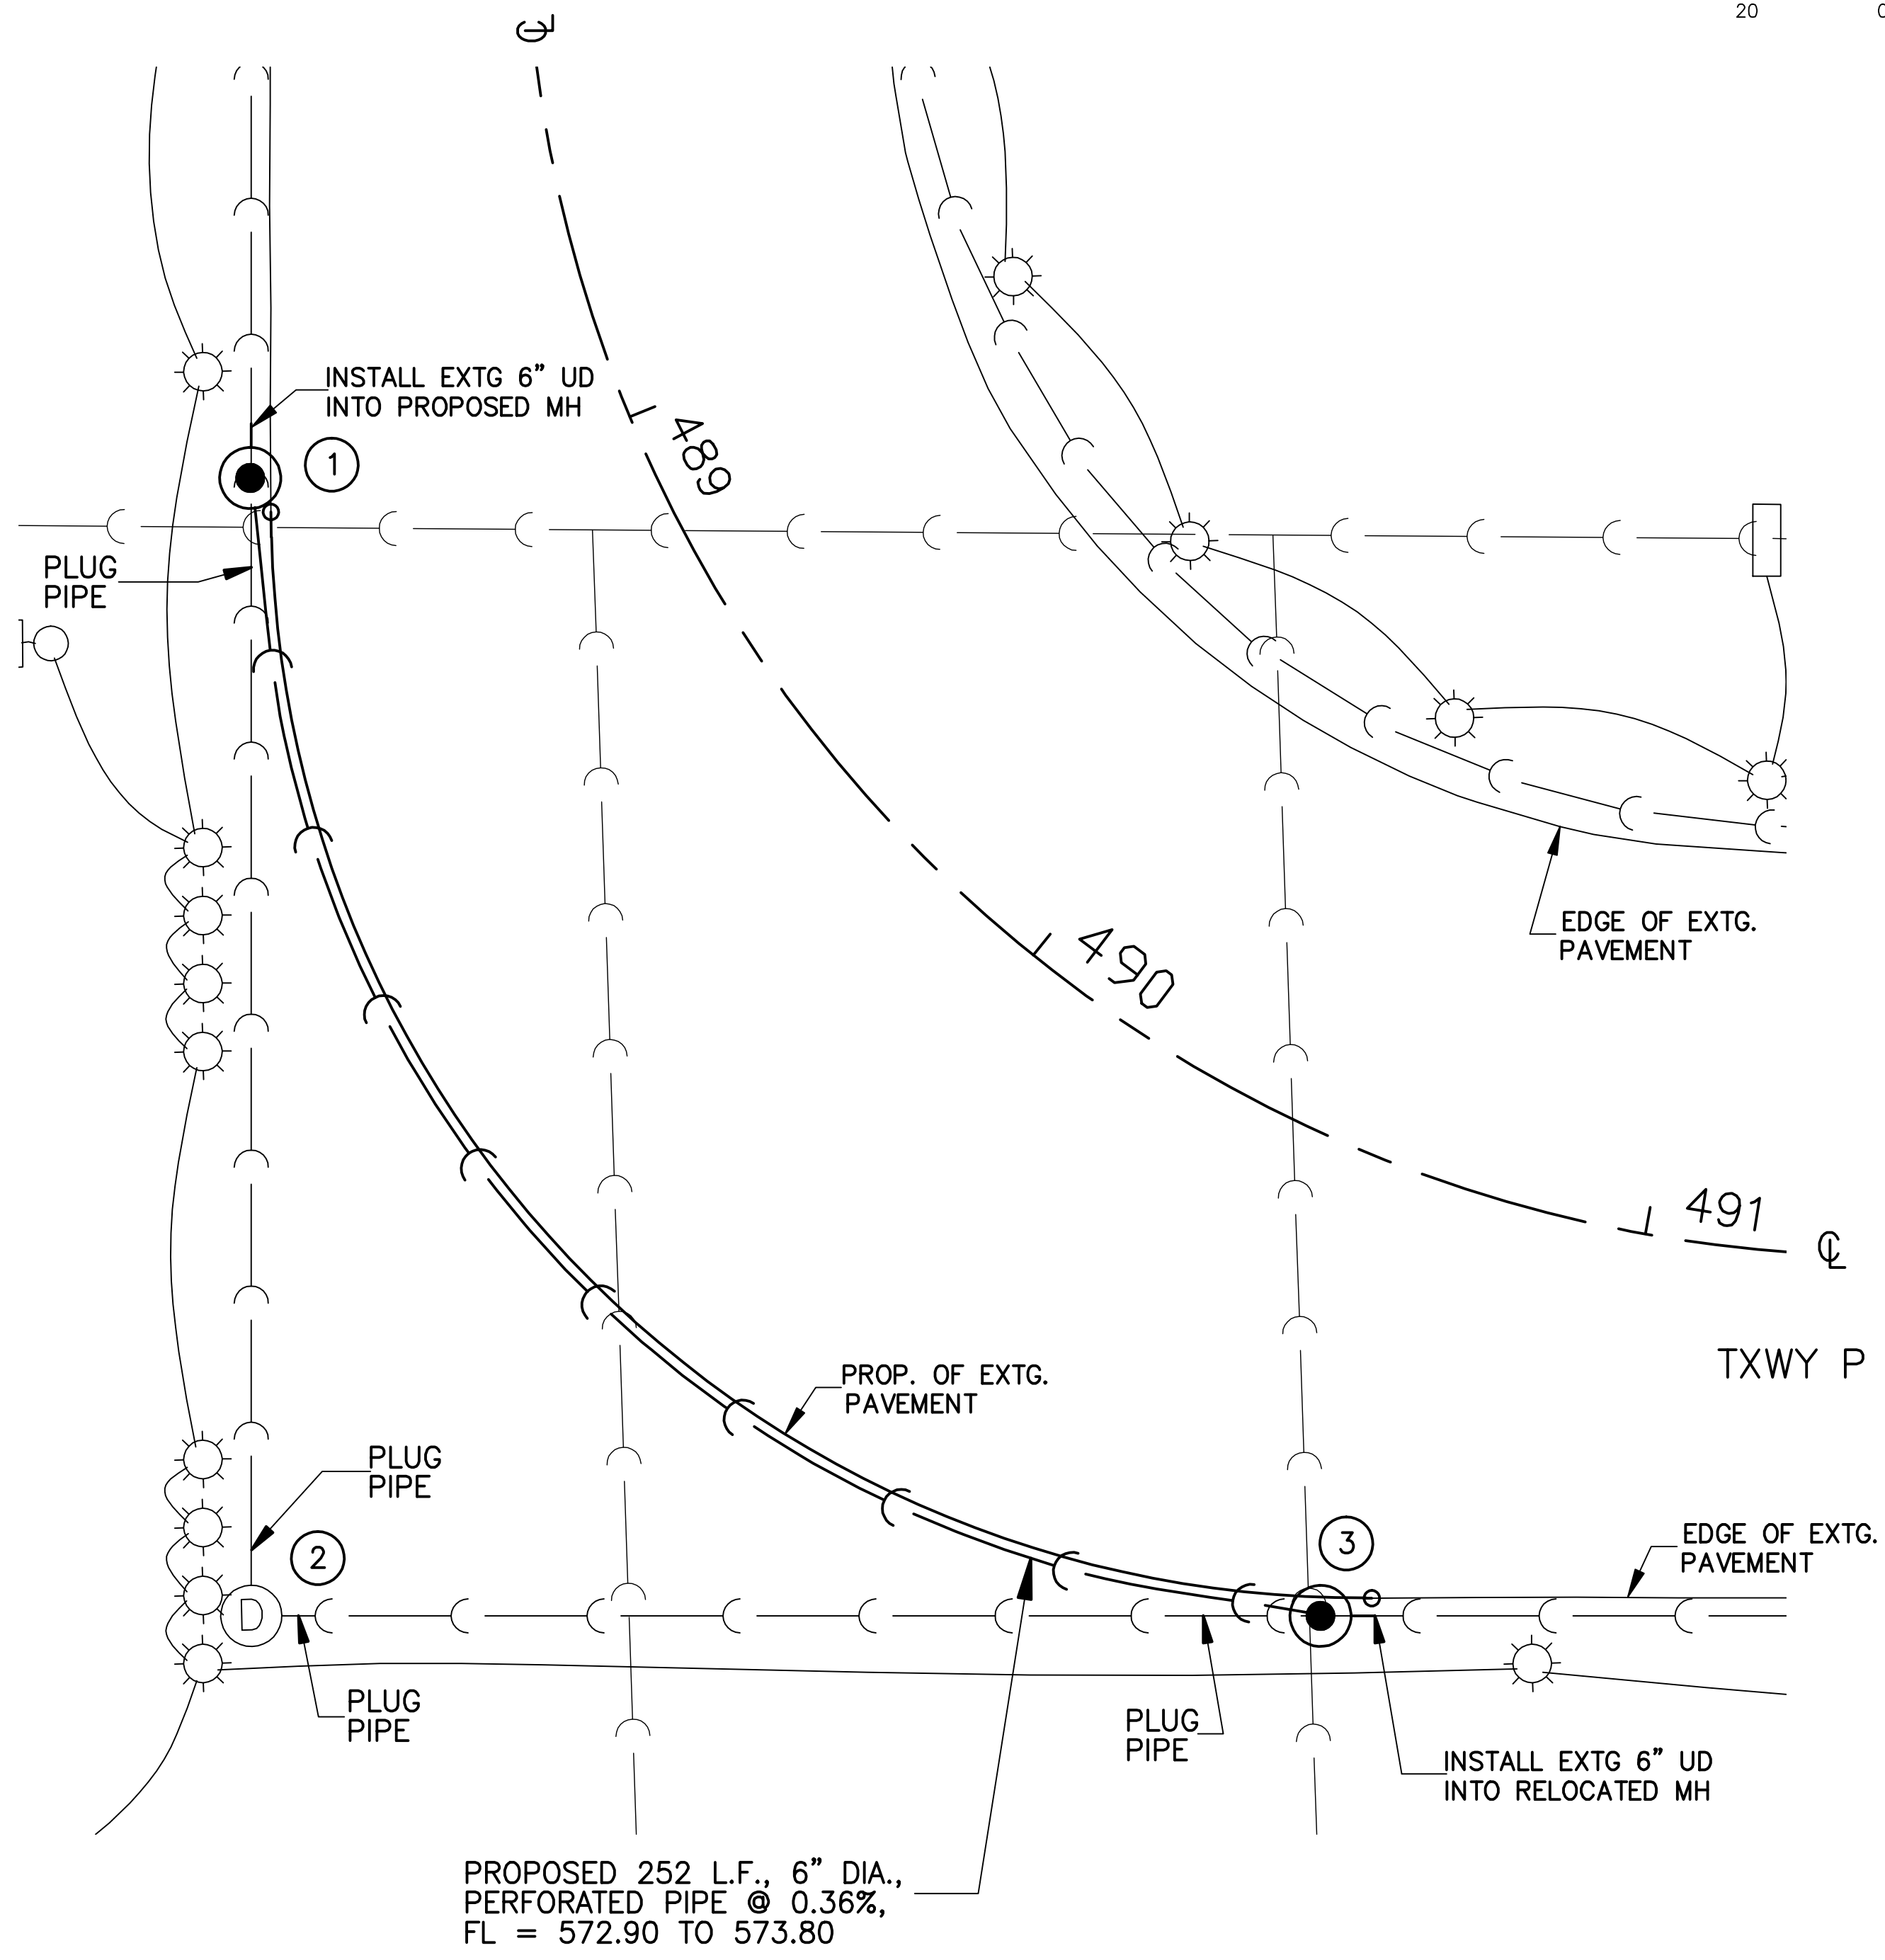 20
℄
INSTALL EXTG 6" UD
INTO PROPOSED MH
1
489
PLUG
PIPE
EDGE OF EXTG.
PAVEMENT
490
491
℄
TXWY P
PROP. OF EXTG.
PAVEMENT
PLUG
PIPE
2
3
EDGE OF EXTG.
PAVEMENT
D
PLUG
PIPE
PLUG
PIPE
INSTALL EXTG 6" UD
INTO RELOCATED MH
PROPOSED 252 L.F., 6" DIA.,
PERFORATED PIPE @ 0.36%,
FL = 572.90 TO 573.80